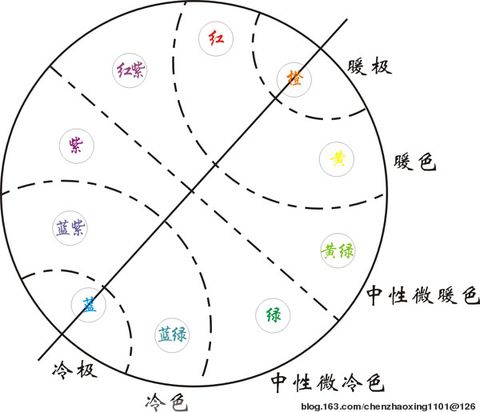 红
红紫
橙
暖极
紫
黄
暖色
蓝紫
黄绿
中性微暖色
蓝
绿
蓝绿
冷极
中性微冷色
冷色
blog.163.com/chenzhaoxing1101@126